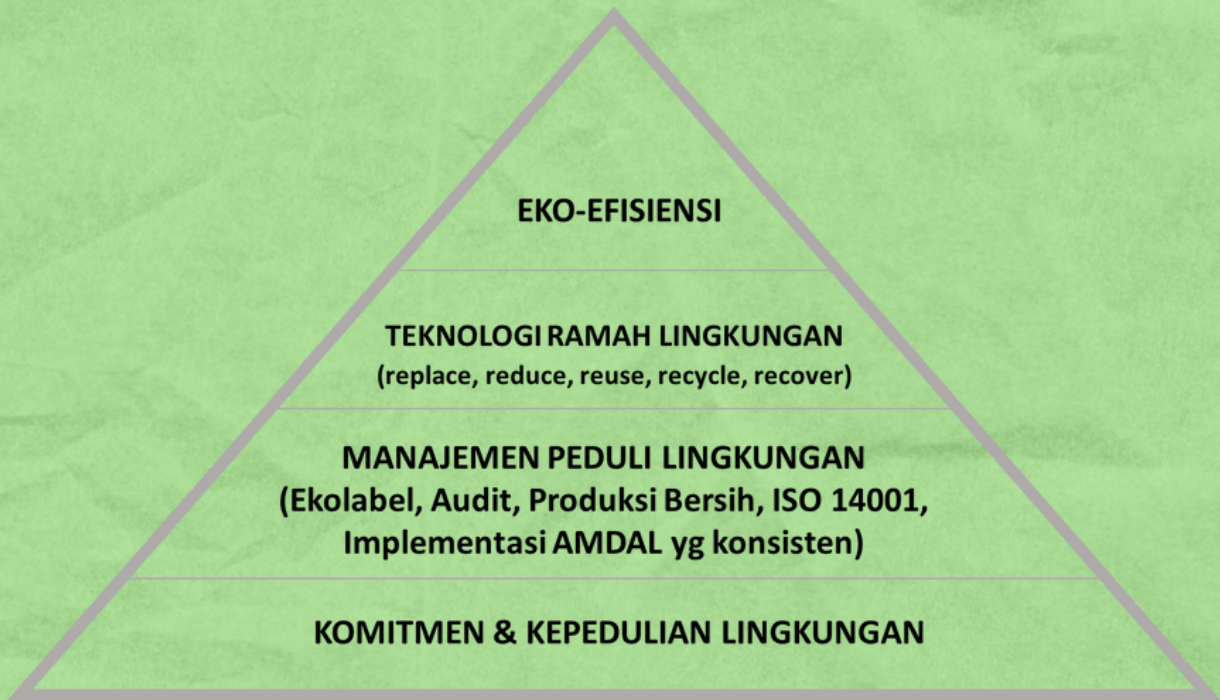 EKO-EFISIENSI
TEKNOLOGI RAMAH LINGKUNGAN
(replace, reduce, reuse, recycle, recover)
MANAJEMEN PEDULI LINGKUNGAN
(Ekolabel, Audit, Produksi Bersih, ISO 14001,
Implementasi AMDAL yg konsisten)
KOMITMEN & KEPEDULIAN LINGKUNGAN